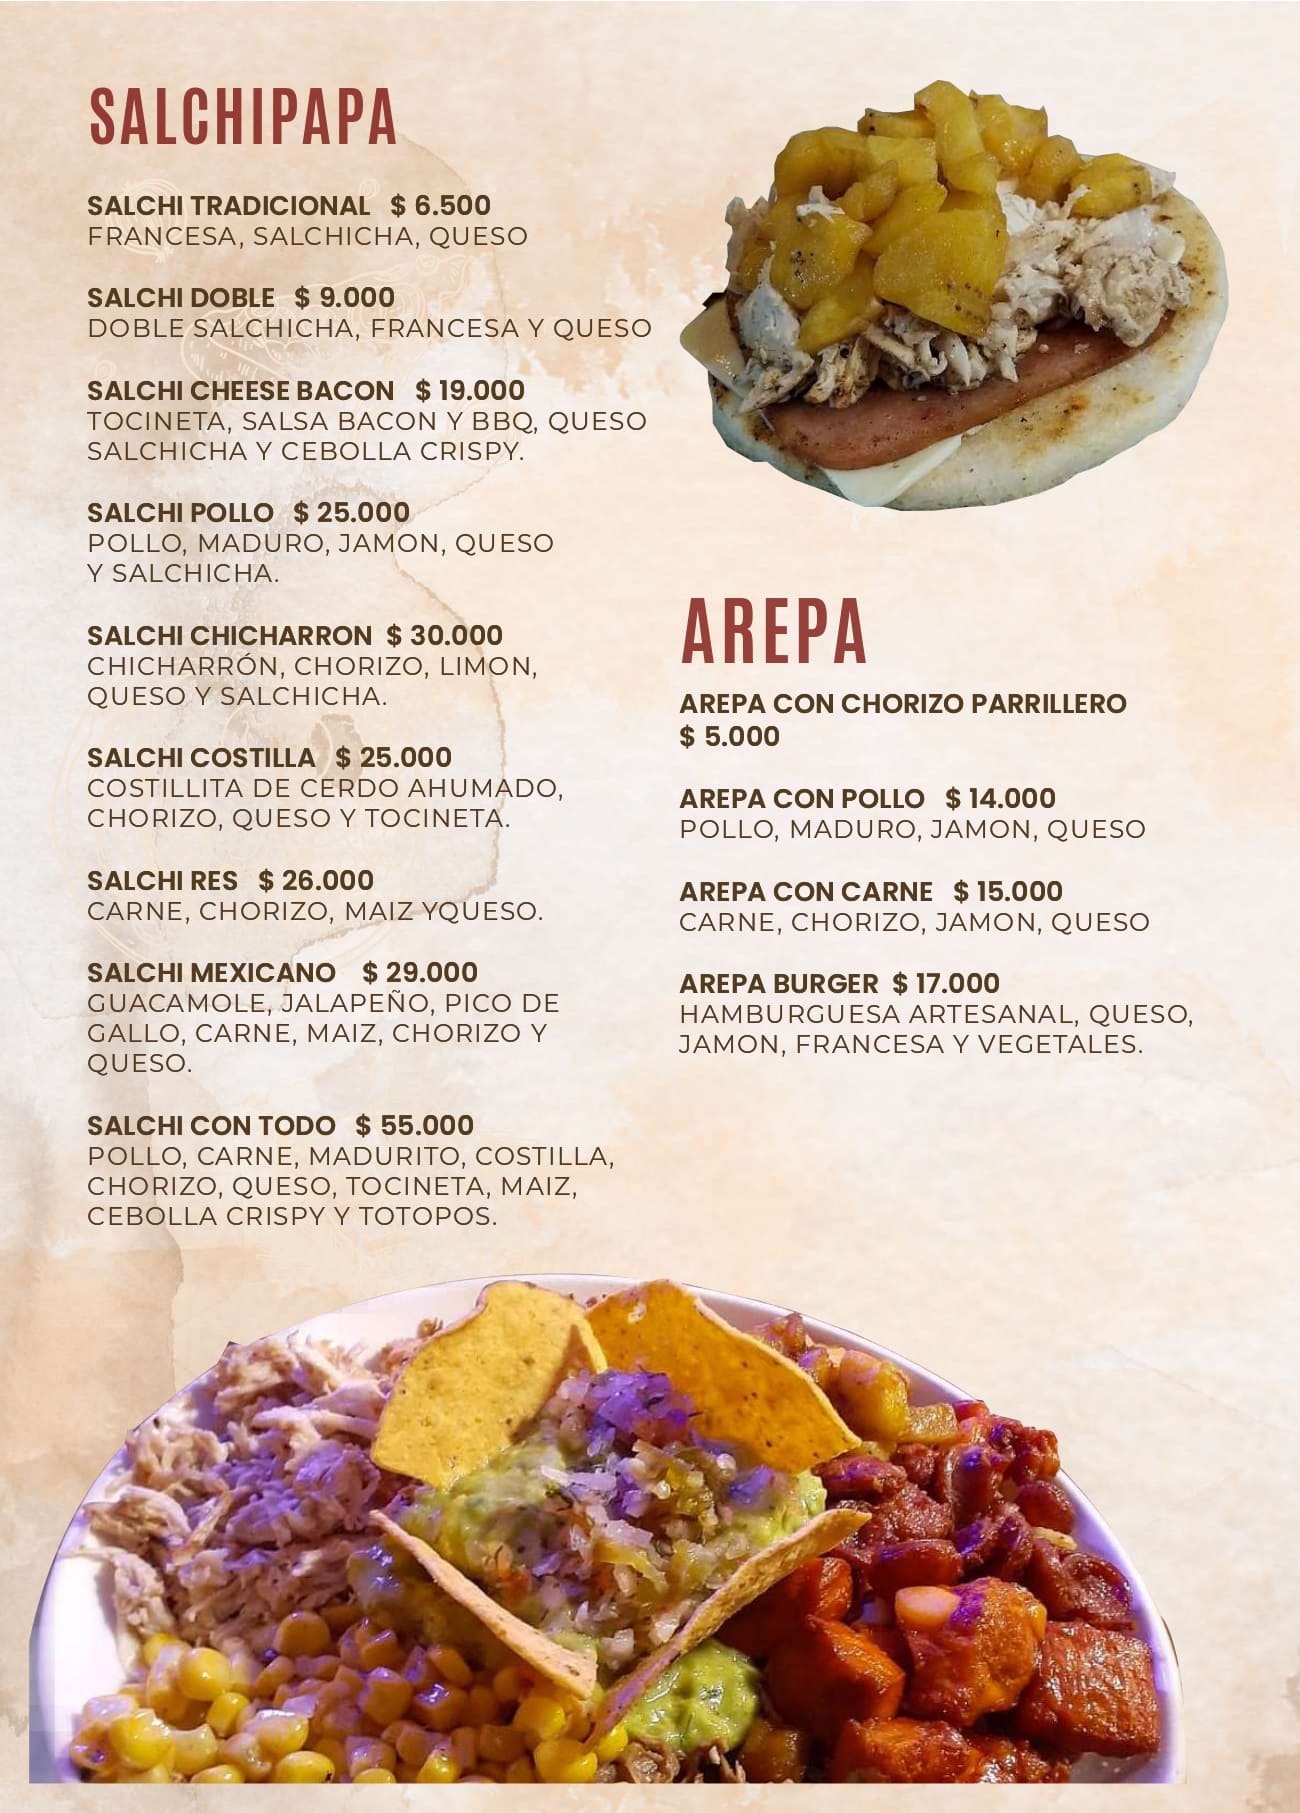 SALCHIPAPA
SALCHI TRADICIONAL $ 6.500
FRANCESA, SALCHICHA, QUESO
SALCHI DOBLE $ 9.000
DOBLE SALCHICHA, FRANCESA Y QUESO
SALCHI CHEESE BACON $ 19.000
TOCINETA, SALSA BACON Y BBQ, QUESO
SALCHICHA Y CEBOLLA CRISPY.
SALCHI POLLO $ 25.000
POLLO, MADURO, JAMON, QUESO
Y SALCHICHA.
SALCHI CHICHARRON $ 30.000
CHICHARRÓN, CHORIZO, LIMON,
QUESO Y SALCHICHA.
SALCHI COSTILLA $ 25.000
COSTILLITA DE CERDO AHUMADO,
CHORIZO, QUESO Y TOCINETA.
SALCHI RES $ 26.000
CARNE, CHORIZO, MAIZ YQUESO.
SALCHI MEXICANO $ 29.000
GUACAMOLE, JALAPEÑO, PICO DE
GALLO, CARNE, MAIZ, CHORIZO Y
QUESO.
SALCHI CON TODO $ 55.000
POLLO, CARNE, MADURITO, COSTILLA,
CHORIZO, QUESO, TOCINETA, MAIZ,
CEBOLLA CRISPY Y TOTOPOS.
AREPA
AREPA CON CHORIZO PARRILLERO
$ 5.000
AREPA CON POLLO $ 14.000
POLLO, MADURO, JAMON, QUESO
AREPA CON CARNE $ 15.000
CARNE, CHORIZO, JAMON, QUESO
AREPA BURGER $ 17.000
HAMBURGUESA ARTESANAL, QUESO,
JAMON, FRANCESA Y VEGETALES.